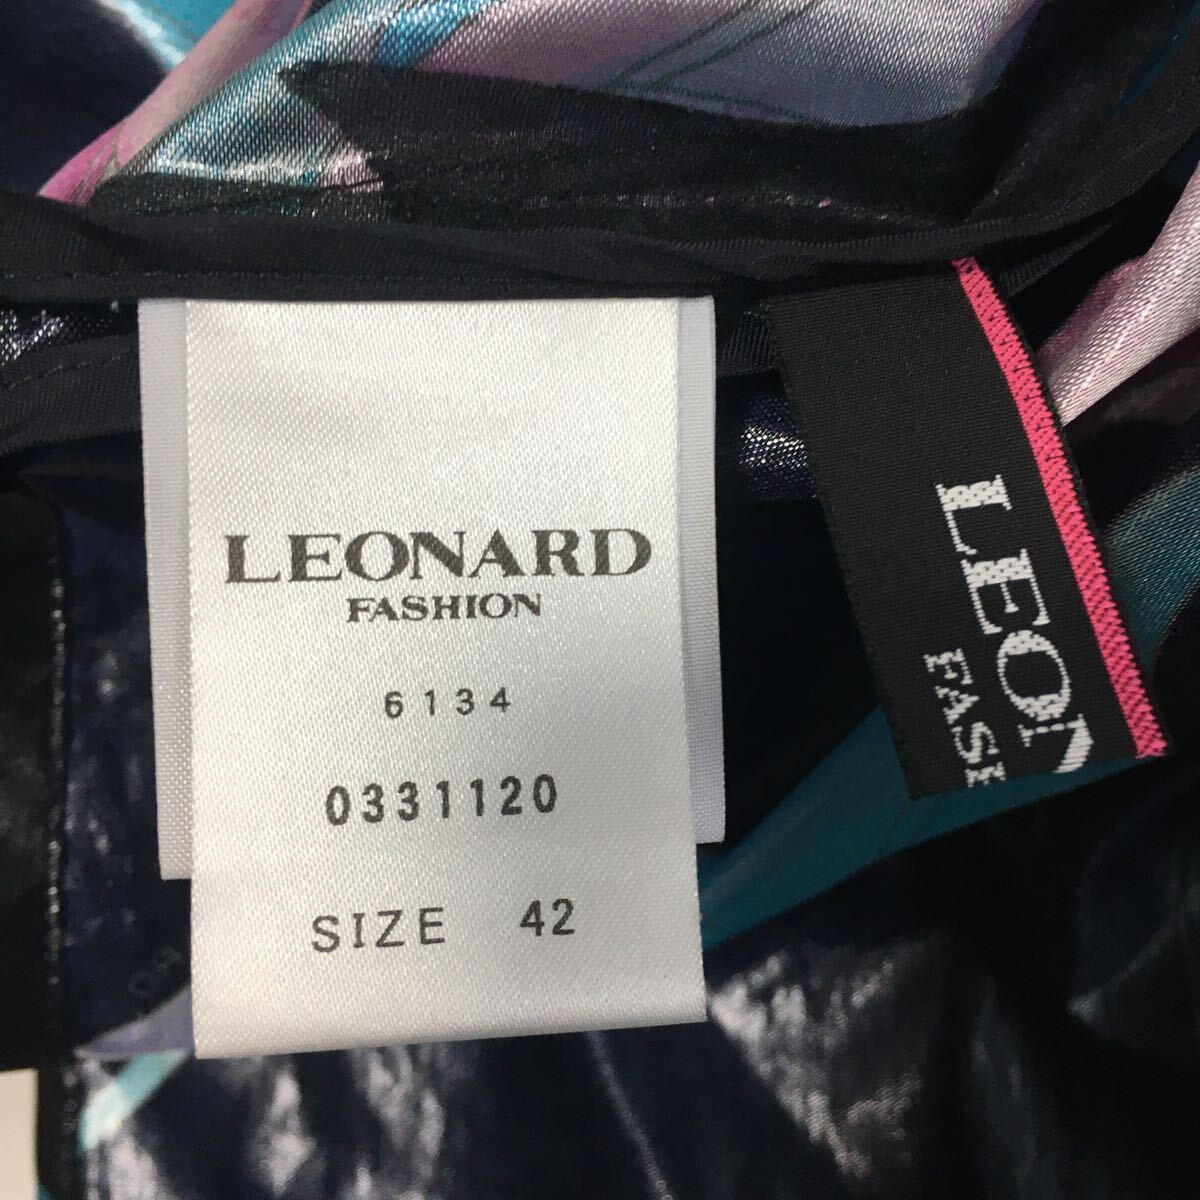 LEONARD
FASHION
6134
0331120
SIZE 42
LEON
FASH